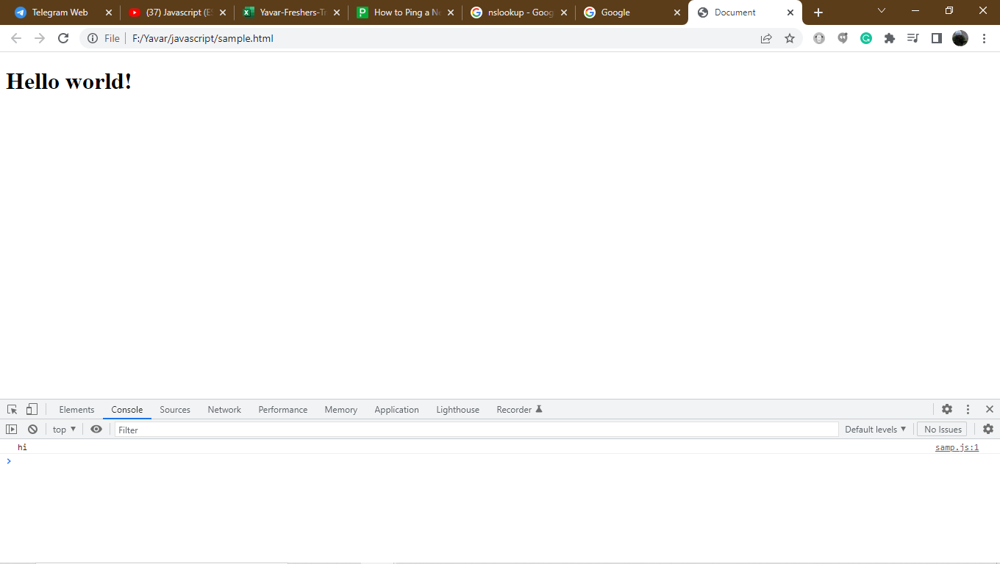 Telegram Web
(37) Javascript (ES
Yavar-Freshers-Tr
How to Ping a Ne
nslookup - Goog
Google
Document
File F:/Yavar/javascript/sample.html
Hello world!
Elements Console Sources Network Performance Memory Application Lighthouse Recorder
top Filter Default levels No Issues
hi samp.js:1